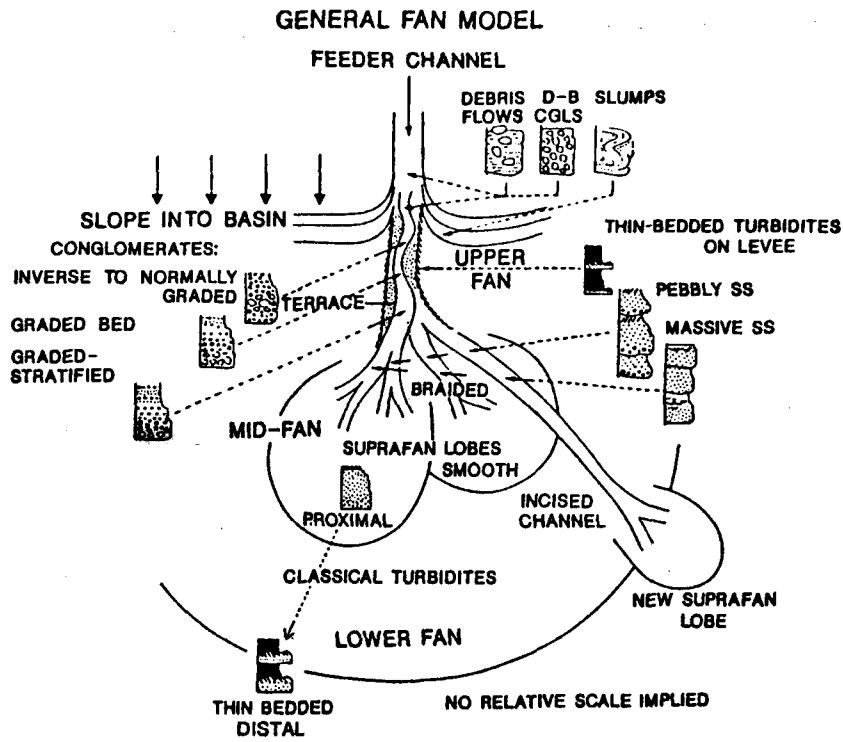 GENERAL FAN MODEL
FEEDER CHANNEL
DEBRIS FLOWS
D-B CGLS
SLUMPS
SLOPE INTO BASIN
CONGLOMERATES:
INVERSE TO NORMALLY
GRADED
GRADED BED
GRADED-
STRATIFIED
TERRACE
UPPER
FAN
THIN-BEDDED TURBIDITES
ON LEVEE
PEBBLY SS
MASSIVE SS
BRAIDED
MID-FAN
SUPRAFAN LOBES
SMOOTH
PROXIMAL
INCISED
CHANNEL
CLASSICAL TURBIDITES
NEW SUPRAFAN
LOBE
LOWER FAN
THIN BEDDED
DISTAL
NO RELATIVE SCALE IMPLIED